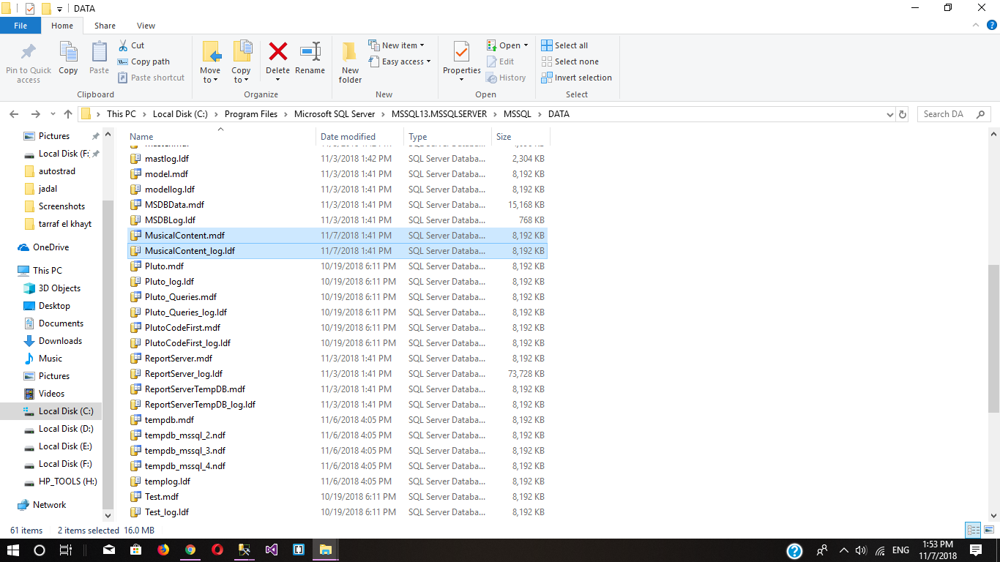 DATA
File Home Share View
Pin to Quick access
Copy
Paste
Cut
Copy path
Paste shortcut
Clipboard
Move to
Copy to
Delete
Rename
Organize
New folder
New item
Easy access
New
Properties
Open
Edit
History
Open
Select all
Select none
Invert selection
Select
This PC > Local Disk (C:) > Program Files > Microsoft SQL Server > MSSQL13.MSSQLSERVER > MSSQL > DATA
Search DA
Pictures
Local Disk (F:
autostrad
jadal
Screenshots
tarraf el khayt
OneDrive
This PC
3D Objects
Desktop
Documents
Downloads
Music
Pictures
Videos
Local Disk (C:)
Local Disk (D:)
Local Disk (E:)
Local Disk (F:)
HP_TOOLS (H:)
Network
Name Date modified Type Size
mastlog.ldf 11/3/2018 1:42 PM SQL Server Databa... 2,304 KB
model.mdf 11/3/2018 1:41 PM SQL Server Databa... 8,192 KB
modellog.ldf 11/3/2018 1:41 PM SQL Server Databa... 8,192 KB
MSDBData.mdf 11/3/2018 1:41 PM SQL Server Databa... 15,168 KB
MSDBLog.ldf 11/3/2018 1:41 PM SQL Server Databa... 768 KB
MusicalContent.mdf 11/7/2018 1:41 PM SQL Server Databa... 8,192 KB
MusicalContent_log.ldf 11/7/2018 1:41 PM SQL Server Databa... 8,192 KB
Pluto.mdf 10/19/2018 6:11 PM SQL Server Databa... 8,192 KB
Pluto_log.ldf 10/19/2018 6:11 PM SQL Server Databa... 8,192 KB
Pluto_Queries.mdf 10/19/2018 6:11 PM SQL Server Databa... 8,192 KB
Pluto_Queries_log.ldf 10/19/2018 6:11 PM SQL Server Databa... 8,192 KB
PlutoCodeFirst.mdf 10/19/2018 6:11 PM SQL Server Databa... 8,192 KB
PlutoCodeFirst_log.ldf 10/19/2018 6:11 PM SQL Server Databa... 8,192 KB
ReportServer.mdf 11/3/2018 1:41 PM SQL Server Databa... 8,192 KB
ReportServer_log.ldf 11/3/2018 1:41 PM SQL Server Databa... 73,728 KB
ReportServerTempDB.mdf 11/3/2018 1:41 PM SQL Server Databa... 8,192 KB
ReportServerTempDB_log.ldf 11/3/2018 1:41 PM SQL Server Databa... 8,192 KB
tempdb.mdf 11/6/2018 4:05 PM SQL Server Databa... 8,192 KB
tempdb_mssql_2.ndf 11/6/2018 4:05 PM SQL Server Databa... 8,192 KB
tempdb_mssql_3.ndf 11/6/2018 4:05 PM SQL Server Databa... 8,192 KB
tempdb_mssql_4.ndf 11/6/2018 4:05 PM SQL Server Databa... 8,192 KB
templog.ldf 11/6/2018 4:05 PM SQL Server Databa... 8,192 KB
Test.mdf 10/19/2018 6:11 PM SQL Server Databa... 8,192 KB
Test_log.ldf 10/19/2018 6:11 PM SQL Server Databa... 8,192 KB
61 items 2 items selected 16.0 MB
ENG
1:53 PM
11/7/2018